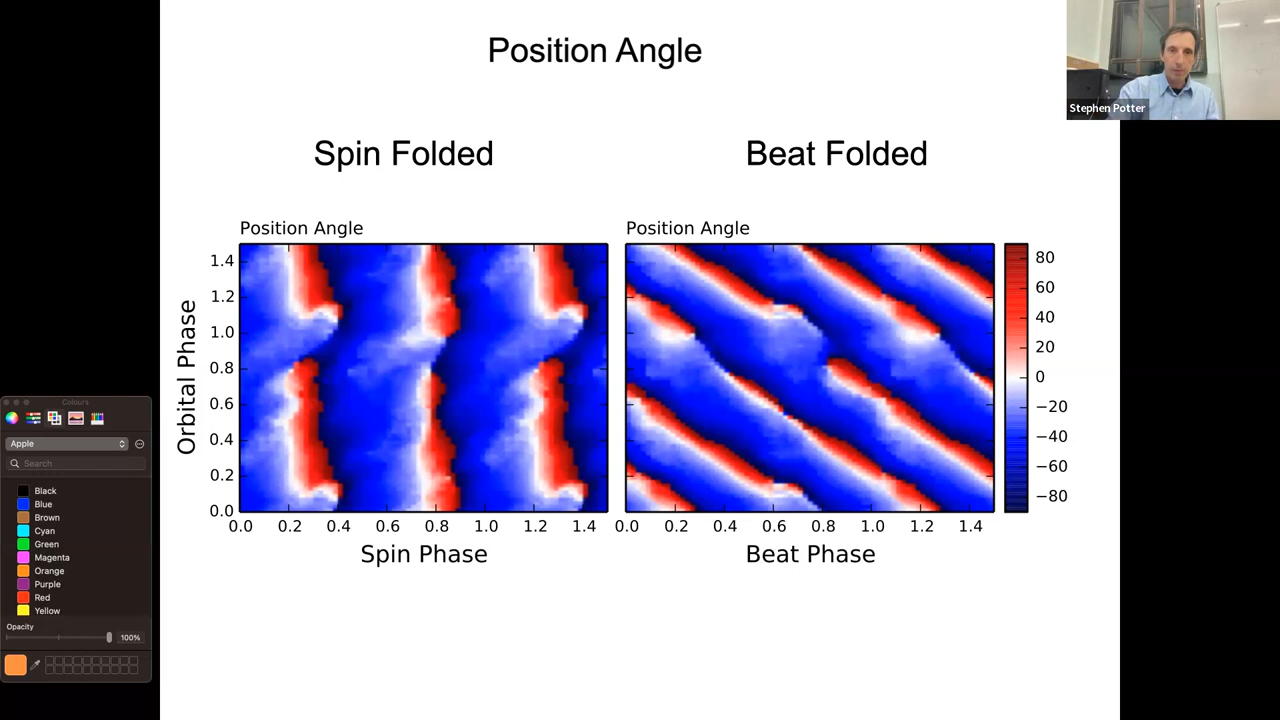 Position Angle
Stephen Potter
Spin Folded
Beat Folded
Position Angle
Position Angle
1.4
1.2
1.0
0.8
0.6
0.4
0.2
0.0
Orbital Phase
0.0 0.2 0.4 0.6 0.8 1.0 1.2 1.4
Spin Phase
0.0 0.2 0.4 0.6 0.8 1.0 1.2 1.4
Beat Phase
80
60
40
20
0
−20
−40
−60
−80
Colours
Apple
Search
Black
Blue
Brown
Cyan
Green
Magenta
Orange
Purple
Red
Yellow
Opacity
100%